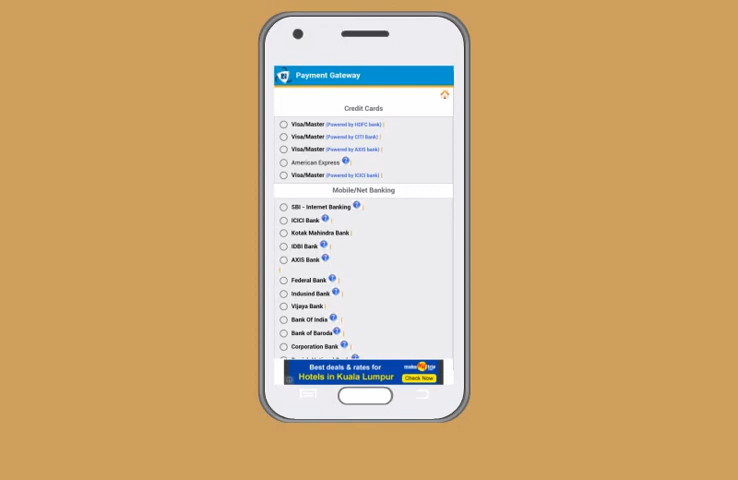 Payment Gateway
Credit Cards
Visa/Master (Powered by HDFC bank) |
Visa/Master (Powered by CITI Bank) |
Visa/Master (Powered by AXIS bank) |
American Express ? |
Visa/Master (Powered by ICICI bank) |
Mobile/Net Banking
SBI - Internet Banking ? |
ICICI Bank ? |
Kotak Mahindra Bank |
IDBI Bank ? |
AXIS Bank ?
|
Federal Bank ? |
Indusind Bank ? |
Vijaya Bank |
Bank Of India ? |
Bank of Baroda ? |
Corporation Bank ? |
Best deals & rates for
make my trip
Hotels in Kuala Lumpur
Check Now